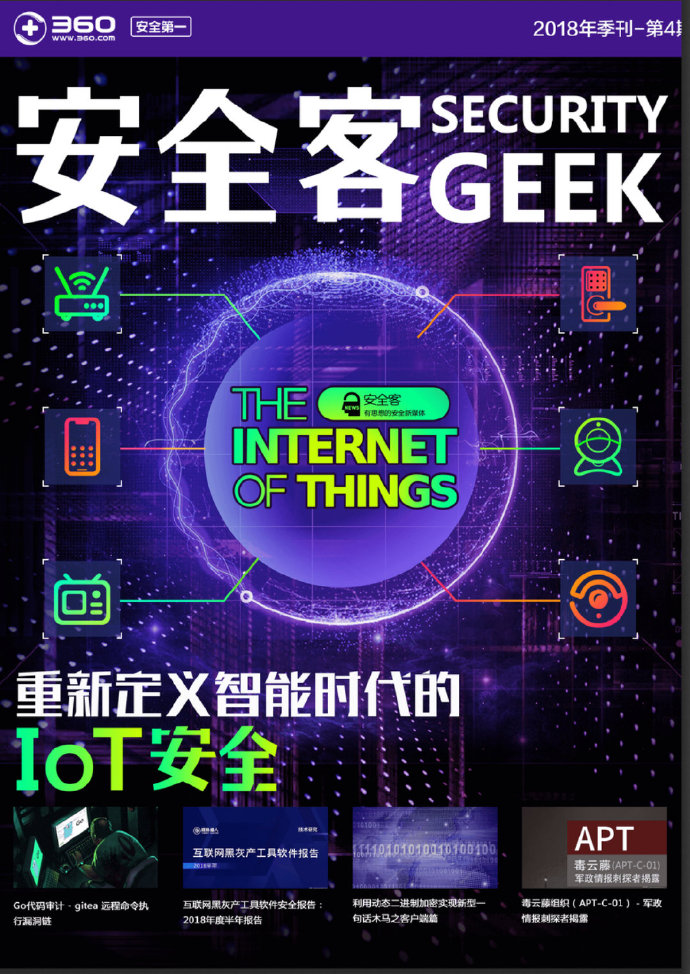 360
www.360.com
安全第一
2018年季刊-第4期
安全客
SECURITY
GEEK
THE
NEWS
安全客
有思想的安全新媒体
INTERNET
OF THINGS
重新定义智能时代的
IoT安全
Go
技术研究
互联网黑灰产工具软件报告
APT
毒云藤(APT-C-01)
军政情报刺探者揭露
Go代码审计 - gitea 远程命令执
行漏洞链
互联网黑灰产工具软件安全报告：
2018年度半年报告
利用动态二进制加密实现新型一
句话木马之客户端篇
毒云藤组织（APT-C-01）- 军政
情报刺探者揭露